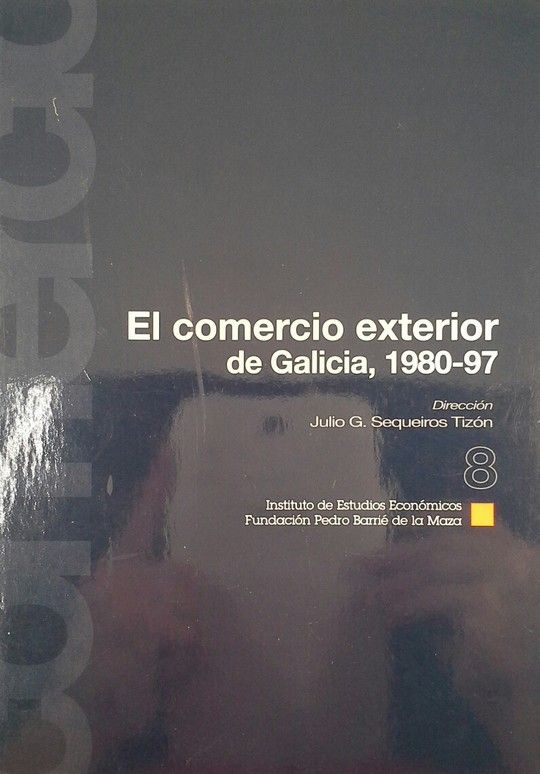 comercio
El comercio exterior
de Galicia, 1980-97
Dirección
Julio G. Sequeiros Tizón
8
Instituto de Estudios Económicos
Fundación Pedro Barrié de la Maza